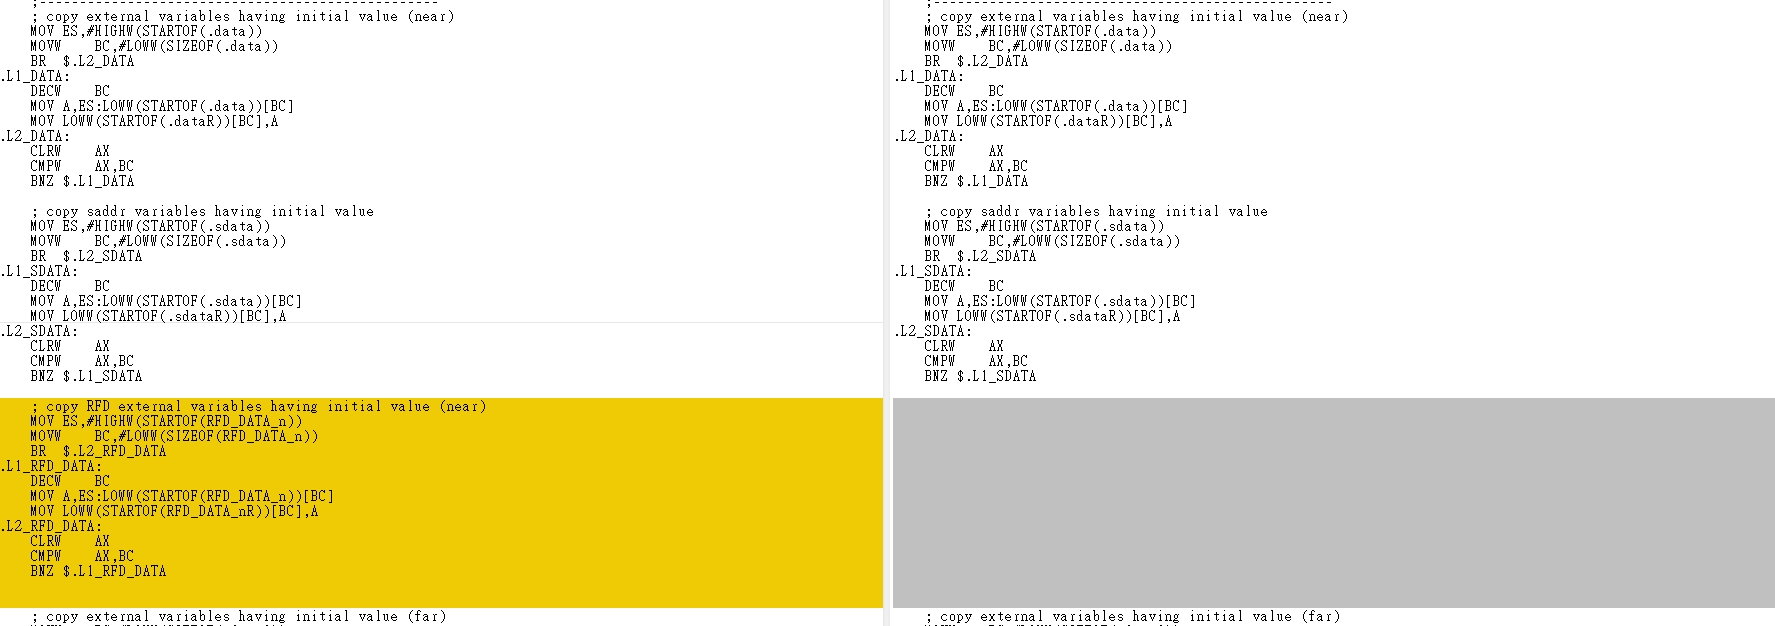 ;--------------------------------------------------
; copy external variables having initial value (near)
MOV ES,#HIGHW(STARTOF(.data))
MOVW    BC,#LOWW(SIZEOF(.data))
BR  $.L2_DATA
.L1_DATA:
DECW    BC
MOV A,ES:LOWW(STARTOF(.data))[BC]
MOV LOWW(STARTOF(.dataR))[BC],A
.L2_DATA:
CLRW    AX
CMPW    AX,BC
BNZ $.L1_DATA
; copy saddr variables having initial value
MOV ES,#HIGHW(STARTOF(.sdata))
MOVW    BC,#LOWW(SIZEOF(.sdata))
BR  $.L2_SDATA
.L1_SDATA:
DECW    BC
MOV A,ES:LOWW(STARTOF(.sdata))[BC]
MOV LOWW(STARTOF(.sdataR))[BC],A
.L2_SDATA:
CLRW    AX
CMPW    AX,BC
BNZ $.L1_SDATA
; copy RFD external variables having initial value (near)
MOV ES,#HIGHW(STARTOF(RFD_DATA_n))
MOVW    BC,#LOWW(SIZEOF(RFD_DATA_n))
BR  $.L2_RFD_DATA
.L1_RFD_DATA:
DECW    BC
MOV A,ES:LOWW(STARTOF(RFD_DATA_n))[BC]
MOV LOWW(STARTOF(RFD_DATA_nR))[BC],A
.L2_RFD_DATA:
CLRW    AX
CMPW    AX,BC
BNZ $.L1_RFD_DATA
; copy external variables having initial value (far)
;--------------------------------------------------
; copy external variables having initial value (near)
MOV ES,#HIGHW(STARTOF(.data))
MOVW    BC,#LOWW(SIZEOF(.data))
BR  $.L2_DATA
.L1_DATA:
DECW    BC
MOV A,ES:LOWW(STARTOF(.data))[BC]
MOV LOWW(STARTOF(.dataR))[BC],A
.L2_DATA:
CLRW    AX
CMPW    AX,BC
BNZ $.L1_DATA
; copy saddr variables having initial value
MOV ES,#HIGHW(STARTOF(.sdata))
MOVW    BC,#LOWW(SIZEOF(.sdata))
BR  $.L2_SDATA
.L1_SDATA:
DECW    BC
MOV A,ES:LOWW(STARTOF(.sdata))[BC]
MOV LOWW(STARTOF(.sdataR))[BC],A
.L2_SDATA:
CLRW    AX
CMPW    AX,BC
BNZ $.L1_SDATA
; copy external variables having initial value (far)